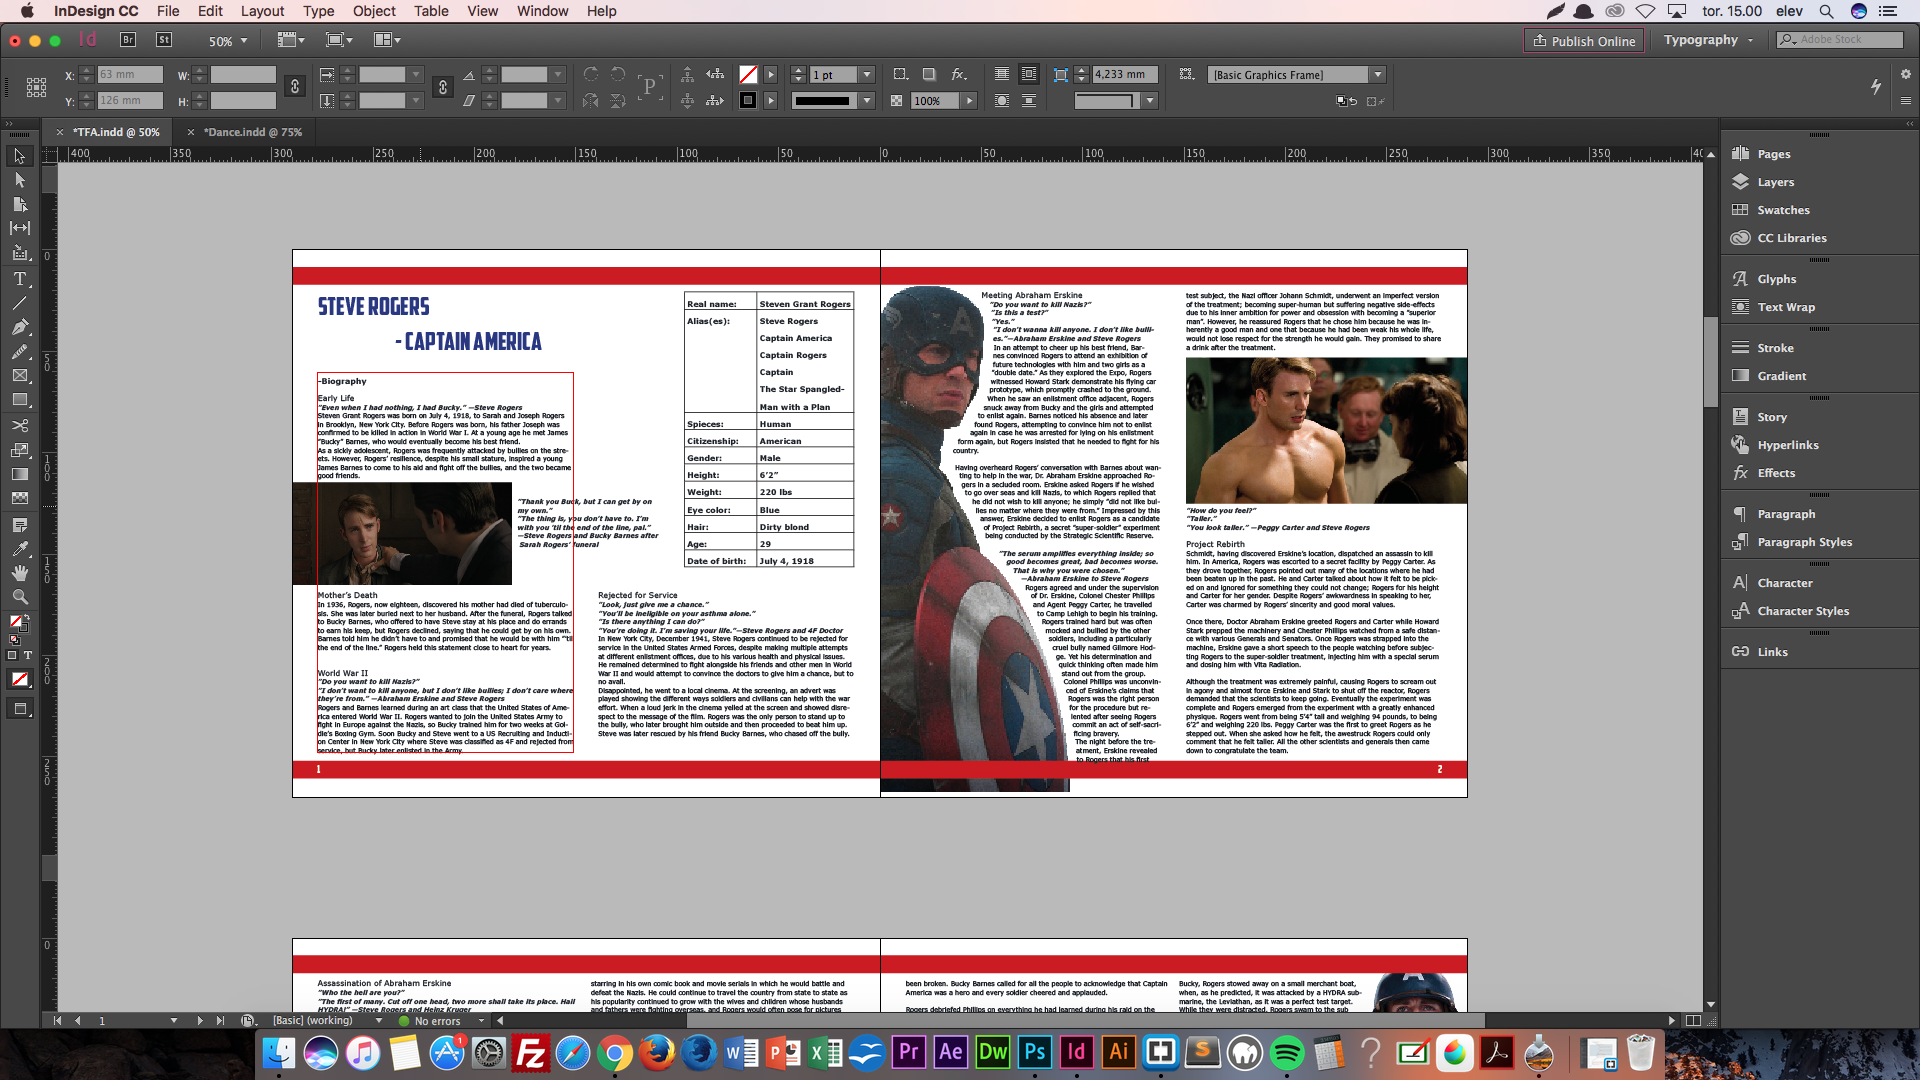 InDesign CC File Edit Layout Type Object Table View Window Help
tor. 15.00 elev
Id Br St 50% Publish Online Typography Adobe Stock
X: 63 mm W: 1 pt 4,233 mm [Basic Graphics Frame]
Y: 126 mm H: 100%
*TFA.indd @ 50% *Dance.indd @ 75%
400 350 300 250 200 150 100 50 0 50 100 150 200 250 300 350
Pages
Layers
Swatches
CC Libraries
Glyphs
Text Wrap
Stroke
Gradient
Story
Hyperlinks
Effects
Paragraph
Paragraph Styles
Character
Character Styles
Links
STEVE ROGERS
- CAPTAIN AMERICA
-Biography
Early Life
"Even when I had nothing, I had Bucky." —Steve Rogers
Steven Grant Rogers was born on July 4, 1918, to Sarah and Joseph Rogers
in Brooklyn, New York City. Before Rogers was born, his father Joseph was
confirmed to be killed in action in World War I. At a young age he met James
"Bucky" Barnes, who would eventually become his best friend.
As a sickly adolescent, Rogers was frequently attacked by bullies on the stre-
ets. However, Rogers' resilience, despite his small stature, inspired a young
James Barnes to come to his aid and fight off the bullies, and the two became
good friends.
"Thank you Buck, but I can get by on
my own."
"The thing is, you don't have to. I'm
with you 'til the end of the line, pal."
—Steve Rogers and Bucky Barnes after
Sarah Rogers' funeral
Mother's Death
In 1936, Rogers, now eighteen, discovered his mother had died of tuberculo-
sis. She was later buried next to her husband. After the funeral, Rogers talked
to Bucky Barnes, who offered to have Steve stay at his place and do errands
to earn his keep, but Rogers declined, saying that he could get by on his own.
Barnes told him he didn't have to and promised that he would be with him "'til
the end of the line." Rogers held this statement close to heart for years.
World War II
"Do you want to kill Nazis?"
"I don't want to kill anyone, but I don't like bullies; I don't care where
they're from." —Abraham Erskine and Steve Rogers
Rogers and Barnes learned during an art class that the United States of Ame-
rica entered World War II. Rogers wanted to join the United States Army to
fight in Europe against the Nazis, so Bucky trained him for two weeks at Gol-
die's Boxing Gym. Soon Bucky and Steve went to a US Recruiting and Inducti-
on Center in New York City where Steve was classified as 4F and rejected from
service, but Bucky later enlisted in the Army.
1
Real name: Steven Grant Rogers
Alias(es): Steve Rogers
Captain America
Captain Rogers
Captain
The Star Spangled-
Man with a Plan
Spieces: Human
Citizenship: American
Gender: Male
Height: 6'2"
Weight: 220 lbs
Eye color: Blue
Hair: Dirty blond
Age: 29
Date of birth: July 4, 1918
Rejected for Service
"Look, just give me a chance."
"You'll be ineligible on your asthma alone."
"Is there anything I can do?"
"You're doing it. I'm saving your life."—Steve Rogers and 4F Doctor
In New York City, December 1941, Steve Rogers continued to be rejected for
service in the United States Armed Forces, despite making multiple attempts
at different enlistment offices, due to his various health and physical issues.
He remained determined to fight alongside his friends and other men in World
War II and would attempt to convince the doctors to give him a chance, but to
no avail.
Disappointed, he went to a local cinema. At the screening, an advert was
played showing the different ways soldiers and civilians can help with the war
effort. When a loud jerk in the cinema yelled at the screen and showed disre-
spect to the message of the film. Rogers was the only person to stand up to
the bully, who later brought him outside and then proceeded to beat him up.
Steve was later rescued by his friend Bucky Barnes, who chased off the bully.
Meeting Abraham Erskine
"Do you want to kill Nazis?"
"Is this a test?"
"Yes."
"I don't wanna kill anyone. I don't like bulli-
es."—Abraham Erskine and Steve Rogers
In an attempt to cheer up his best friend, Bar-
nes convinced Rogers to attend an exhibition of
future technologies with him and two girls as a
"double date." As they explored the Expo, Rogers
witnessed Howard Stark demonstrate his flying car
prototype, which promptly crashed to the ground.
When he saw an enlistment office adjacent, Rogers
snuck away from Bucky and the girls and attempted
to enlist again. Barnes noticed his absence and later
found Rogers, attempting to convince him not to enlist
again in case he was arrested for lying on his enlistment
form again, but Rogers insisted that he needed to fight for his
country.
Having overheard Rogers' conversation with Barnes about wan-
ting to help in the war, Dr. Abraham Erskine approached Ro-
gers in a secluded room. Erskine asked Rogers if he wished
to go over seas and kill Nazis, to which Rogers replied that
he did not wish to kill anyone; he simply "did not like bul-
lies no matter where they were from." Impressed by this
answer, Erskine decided to enlist Rogers as a candidate
of Project Rebirth, a secret "super-soldier" experiment
being conducted by the Strategic Scientific Reserve.
"The serum amplifies everything inside; so
good becomes great, bad becomes worse.
That is why you were chosen."
—Abraham Erskine to Steve Rogers
Rogers agreed and under the supervision
of Dr. Erskine, Colonel Chester Phillips
and Agent Peggy Carter, he travelled
to Camp Lehigh to begin his training.
Rogers trained hard but was often
mocked and bullied by the other
soldiers, including a particularly
cruel bully named Gilmore Hod-
ge. Yet his determination and
quick thinking often made him
stand out from the group.
Colonel Phillips was unconvin-
ced of Erskine's claims that
Rogers was the right person
for the procedure but re-
lented after seeing Rogers
commit an act of self-sacri-
ficing bravery.
The night before the tre-
atment, Erskine revealed
to Rogers that his first
test subject, the Nazi officer Johann Schmidt, underwent an imperfect version
of the treatment; becoming super-human but suffering negative side-effects
due to his inner ambition for power and obsession with becoming a "superior
man". However, he reassured Rogers that he chose him because he was in-
herently a good man and one that because he had been weak his whole life,
would not lose respect for the strength he would gain. They promised to share
a drink after the treatment.
"How do you feel?"
"Taller."
"You look taller." —Peggy Carter and Steve Rogers
Project Rebirth
Schmidt, having discovered Erskine's location, dispatched an assassin to kill
him. In America, Rogers was escorted to a secret facility by Peggy Carter. As
they drove together, Rogers pointed out many of the locations where he had
been beaten up in the past. He and Carter talked about how it felt to be pick-
ed on and ignored for something they could not change; Rogers for his height
and Carter for her gender. Despite Rogers' awkwardness in speaking to her,
Carter was charmed by Rogers' sincerity and good moral values.
Once there, Doctor Abraham Erskine greeted Rogers and Carter while Howard
Stark prepped the machinery and Chester Phillips watched from a safe distan-
ce with various Generals and Senators. Once Rogers was strapped into the
machine, Erskine gave a short speech to the people watching before subjec-
ting Rogers to the super-soldier treatment, injecting him with a special serum
and dosing him with Vita Radiation.
Although the treatment was extremely painful, causing Rogers to scream out
in agony and almost force Erskine and Stark to shut off the reactor, Rogers
demanded that the scientists to keep going. Eventually the experiment was
complete and Rogers emerged from the experiment with a greatly enhanced
physique. Rogers went from being 5'4" tall and weighing 94 pounds, to being
6'2" and weighing 220 lbs. Peggy Carter was the first to greet Rogers as he
stepped out. When she asked how he felt, the awestruck Rogers could only
comment that he felt taller. All the other scientists and generals then came
down to congratulate the team.
2
Assassination of Abraham Erskine
"Who the hell are you?"
"The first of many. Cut off one head, two more shall take its place. Hail
HYDRA!" —Steve Rogers and Heinz Kruger
starring in his own comic book and movie serials in which he would battle and
defeat the Nazis. He could continue to travel the country from state to state as
his popularity continued to grow with the wives and children whose husbands
and fathers were fighting overseas, and Rogers would often pose for pictures
been broken. Bucky Barnes called for all the people to acknowledge that Captain
America was a hero and every soldier cheered and applauded.
Rogers debriefed Phillips on everything he had learned during his raid on the
Bucky, Rogers stowed away on a small merchant boat,
when, as he predicted, it was attacked by a HYDRA sub-
marine, the Leviathan, as it was a perfect test target.
While they were distracted, Rogers swam to the sub
1 [Basic] (working) No errors
1 Fz W P X Pr Ae Dw Ps Id Ai S ?